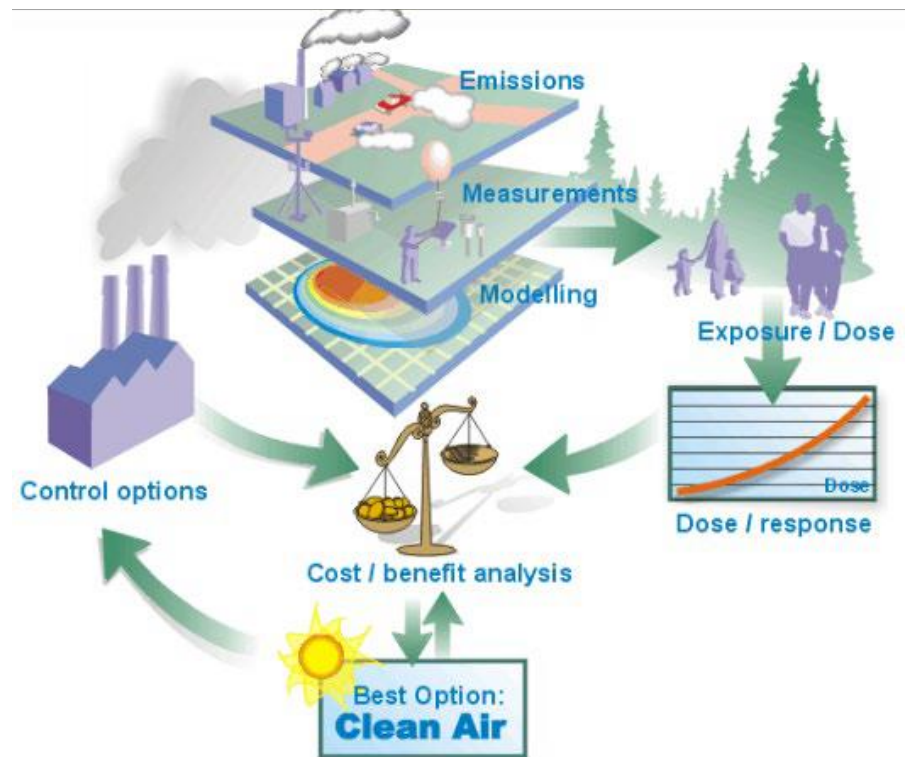 Emissions
Measurements
Modelling
Exposure / Dose
Control options
Dose
Dose / response
Cost / benefit analysis
Best Option:
Clean Air